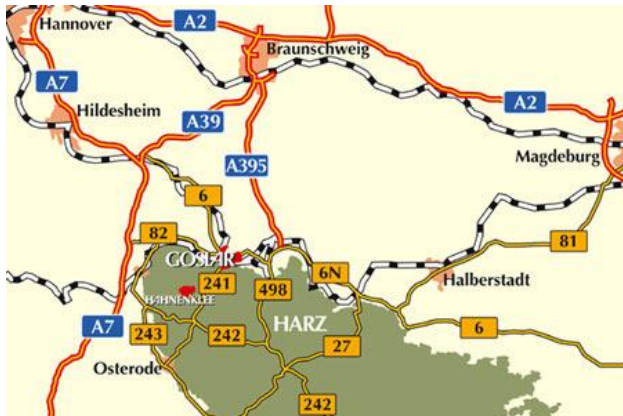 Hannover
A2
Braunschweig
A7
Hildesheim
A39
A2
Magdeburg
A395
6
82
81
GOSLAR
6N
Halberstadt
241
498
HAHNENKLEE
HARZ
A7
243
242
27
6
Osterode
242